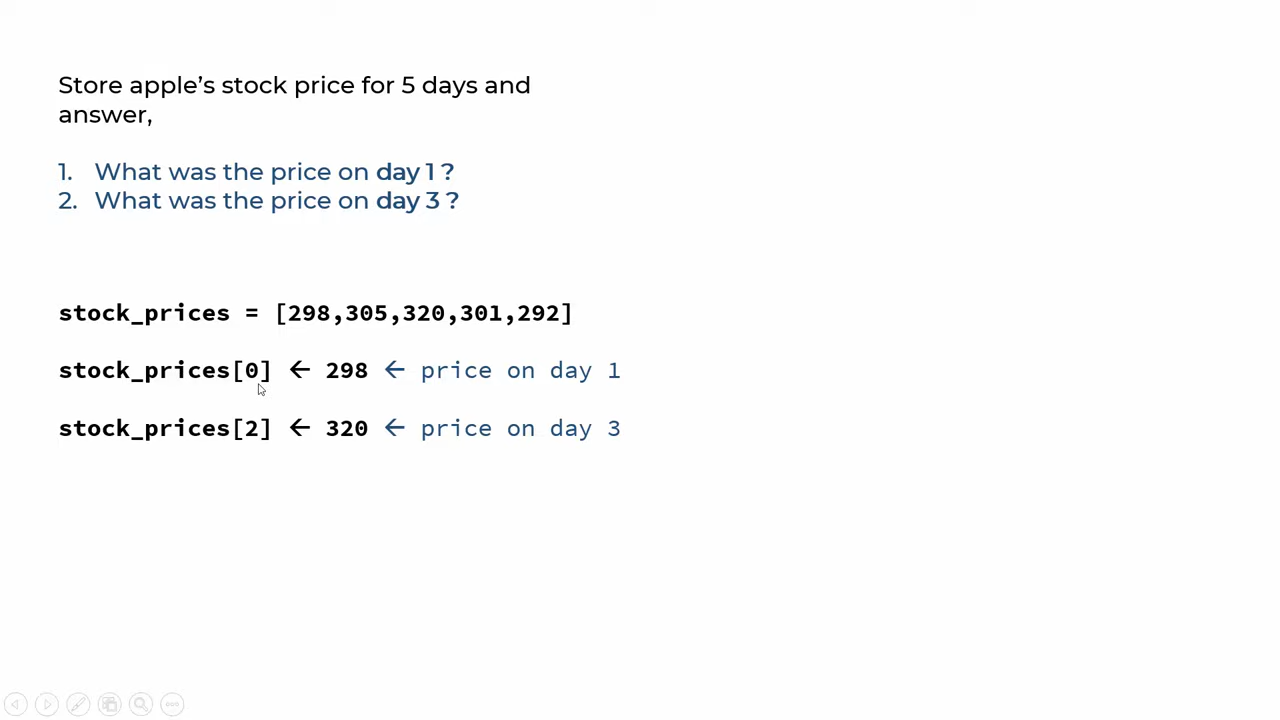 Store apple’s stock price for 5 days and
answer,
1. What was the price on day 1 ?
2. What was the price on day 3 ?
stock_prices = [298,305,320,301,292]
stock_prices[0] ← 298 ← price on day 1
stock_prices[2] ← 320 ← price on day 3